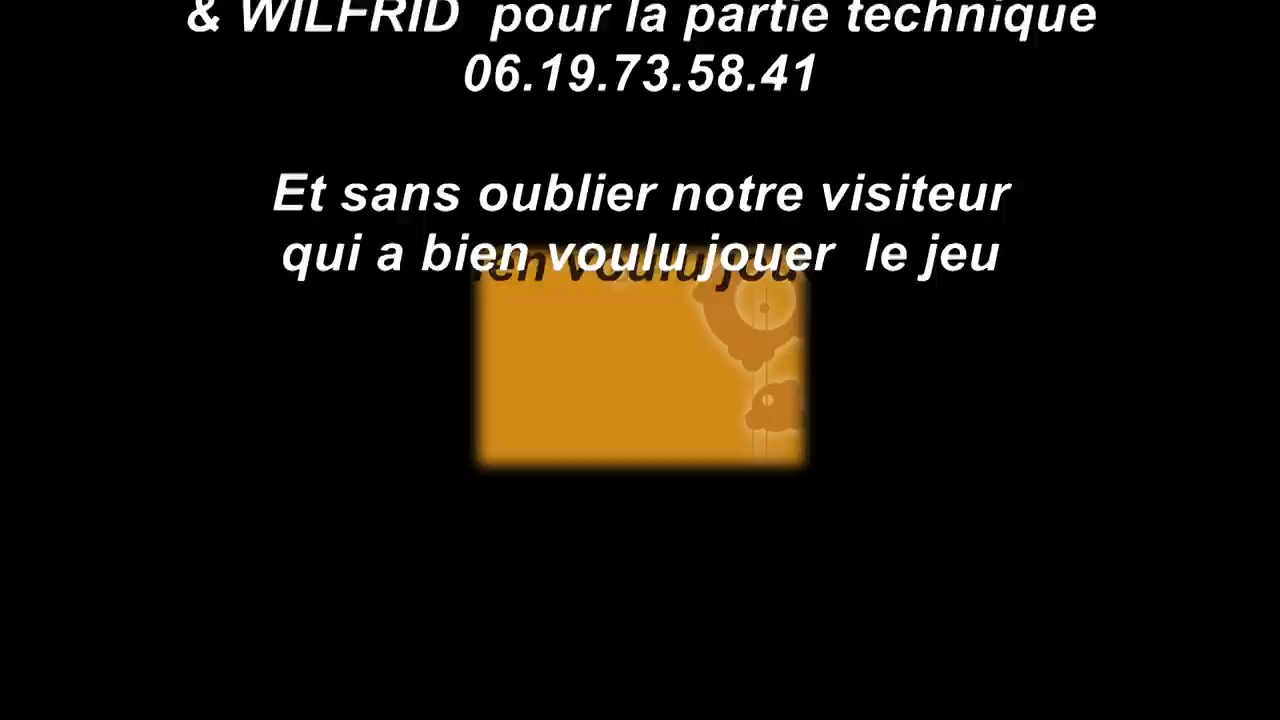 & WILFRID  pour la partie technique
06.19.73.58.41
Et sans oublier notre visiteur
qui a bien voulu jouer  le jeu